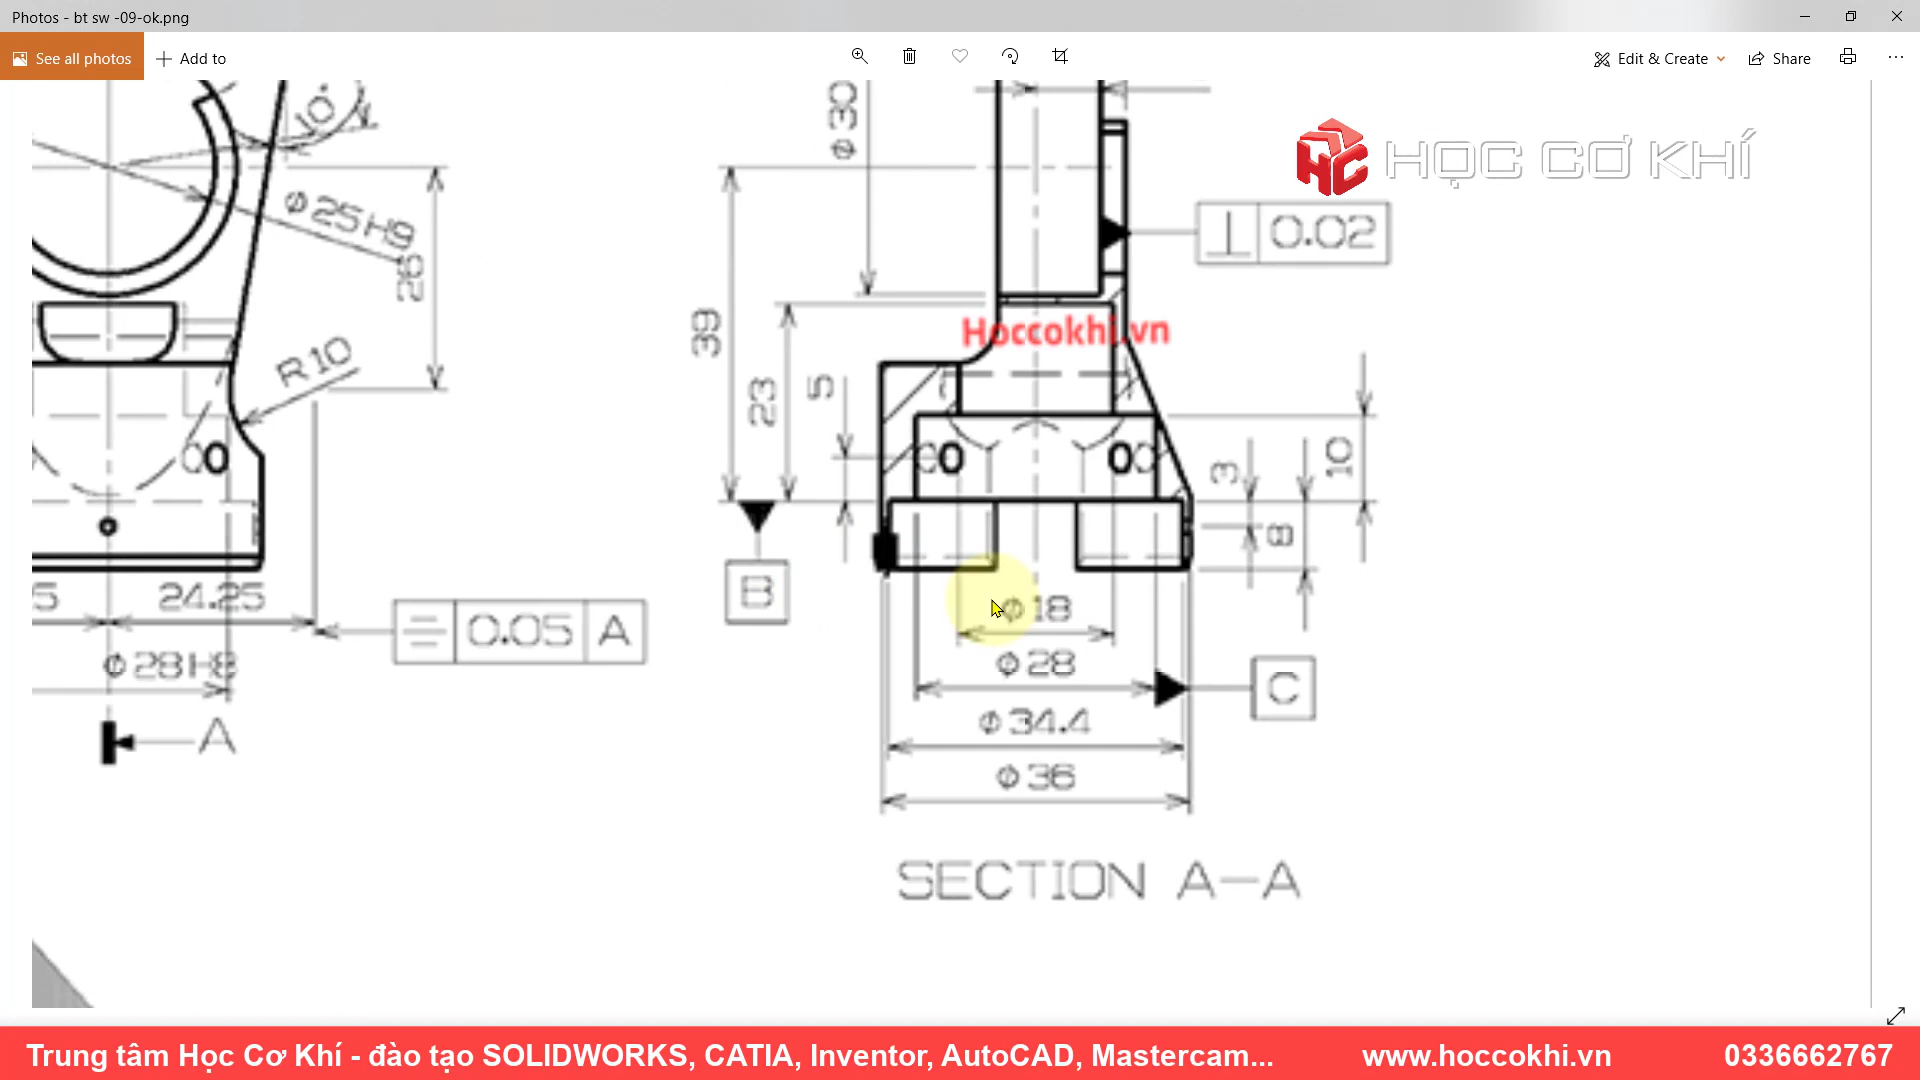 Photos - bt sw -09-ok.png
See all photos
Add to
Edit & Create
Share
10°
Ø 30
HỌC CƠ KHÍ
Ø 25 H9
0.02
26
39
Hoccokhi.vn
R 10
23
5
10
3
8
B
5
24.25
Ø 18
0.05 A
Ø 28 H8
Ø 28
C
Ø 34.4
A
Ø 36
SECTION A-A
Trung tâm Học Cơ Khí - đào tạo SOLIDWORKS, CATIA, Inventor, AutoCAD, Mastercam... www.hoccokhi.vn 0336662767